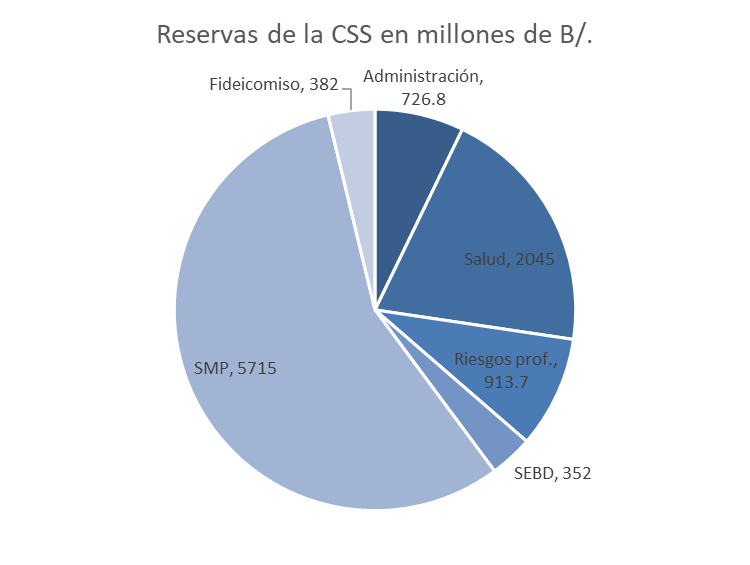 Reservas de la CSS en millones de B/.
Fideicomiso, 382
Administración,
726.8
Salud, 2045
Riesgos prof.,
913.7
SMP, 5715
SEBD, 352